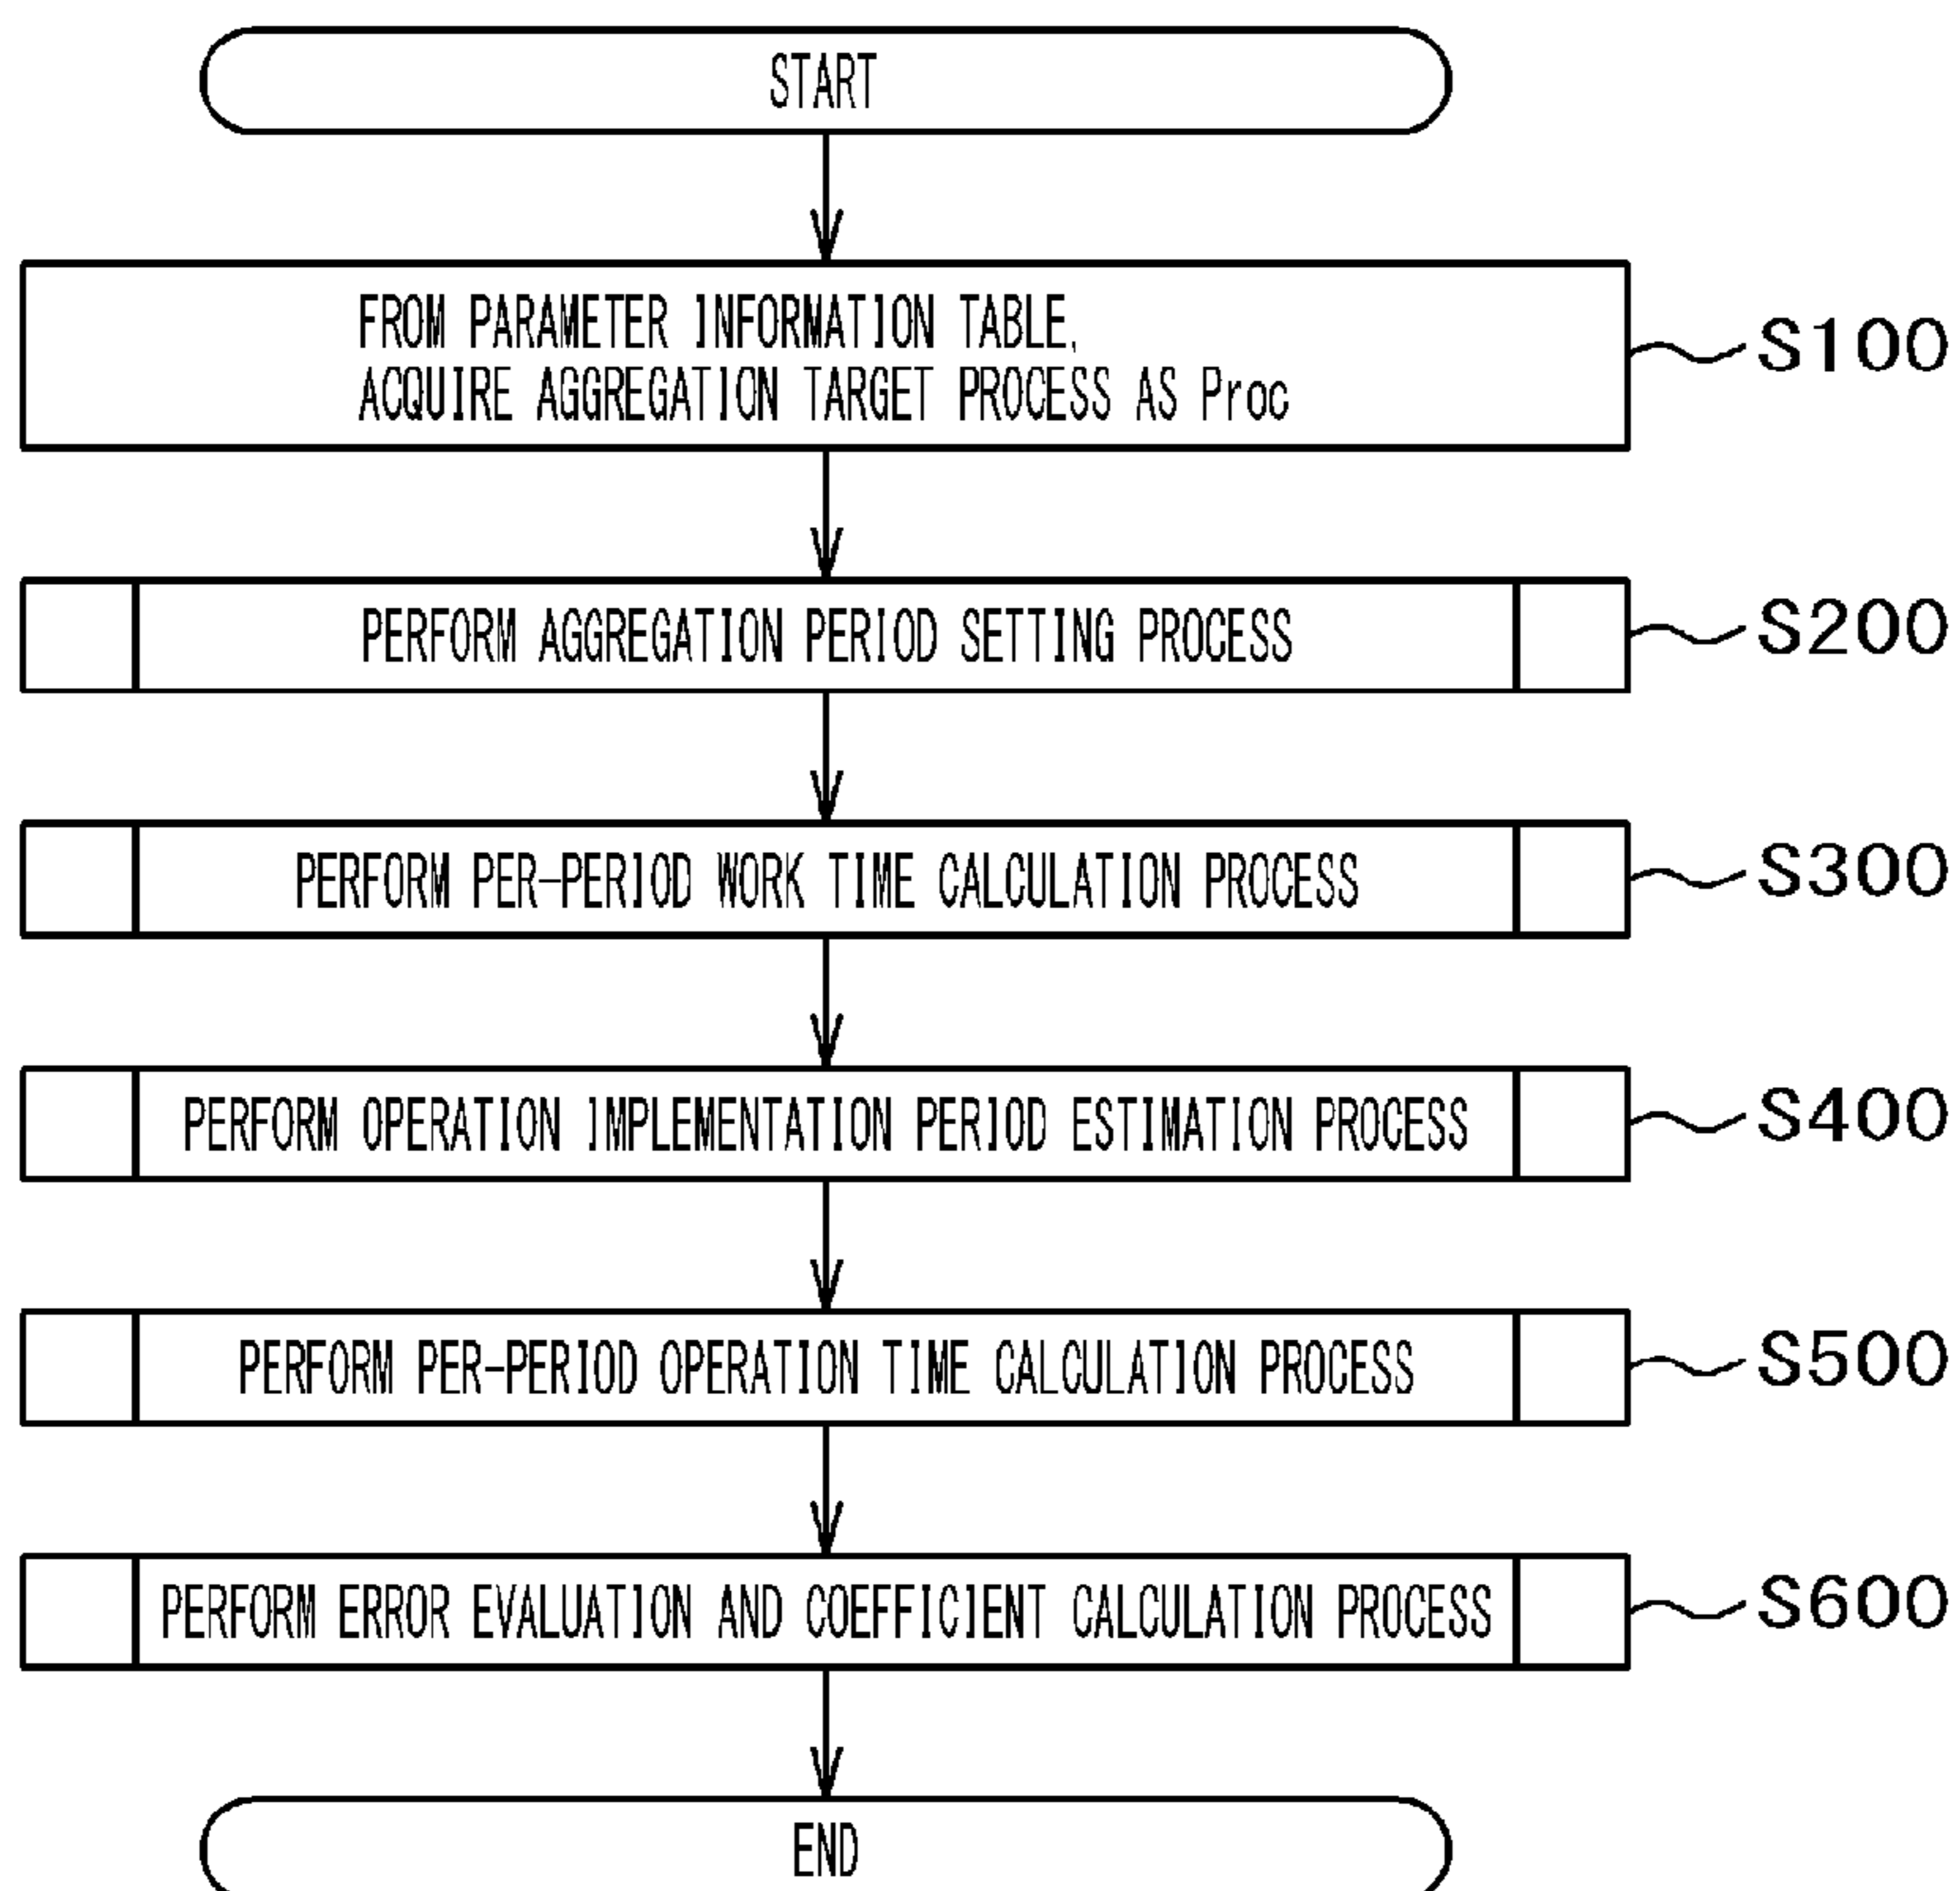 START
FROM PARAMETER INFORMATION TABLE,
ACQUIRE AGGREGATION TARGET PROCESS AS Proc
S100
PERFORM AGGREGATION PERIOD SETTING PROCESS
S200
PERFORM PER-PERIOD WORK TIME CALCULATION PROCESS
S300
PERFORM OPERATION IMPLEMENTATION PERIOD ESTIMATION PROCESS
S400
PERFORM PER-PERIOD OPERATION TIME CALCULATION PROCESS
S500
PERFORM ERROR EVALUATION AND COEFFICIENT CALCULATION PROCESS
S600
END